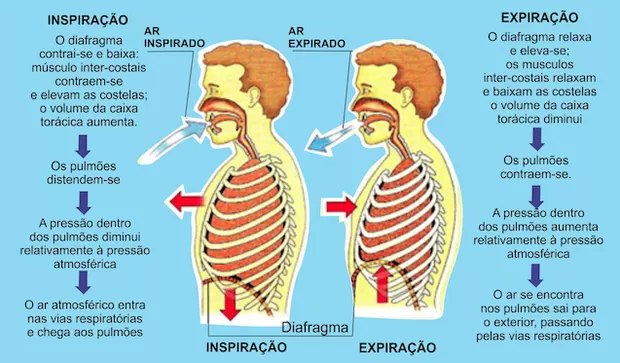 INSPIRAÇÃO
O diafragma
contrai-se e baixa:
músculo inter-costais
contraem-se
e elevam as costelas;
o volume da caixa
torácica aumenta.
Os pulmões
distendem-se
A pressão dentro
dos pulmões diminui
relativamente à pressão
atmosférica
O ar atmosférico entra
nas vias respiratórias
e chega aos pulmões
AR
INSPIRADO
AR
EXPIRADO
Diafragma
INSPIRAÇÃO
EXPIRAÇÃO
EXPIRAÇÃO
O diafragma relaxa
e eleva-se;
os musculos
inter-costais relaxam
e baixam as costelas
o volume da caixa
torácica diminui
Os pulmões
contraem-se.
A pressão dentro
dos pulmões aumenta
relativamente à pressão
atmosférica
O ar se encontra
nos pulmões sai para
o exterior, passando
pelas vias respiratórias